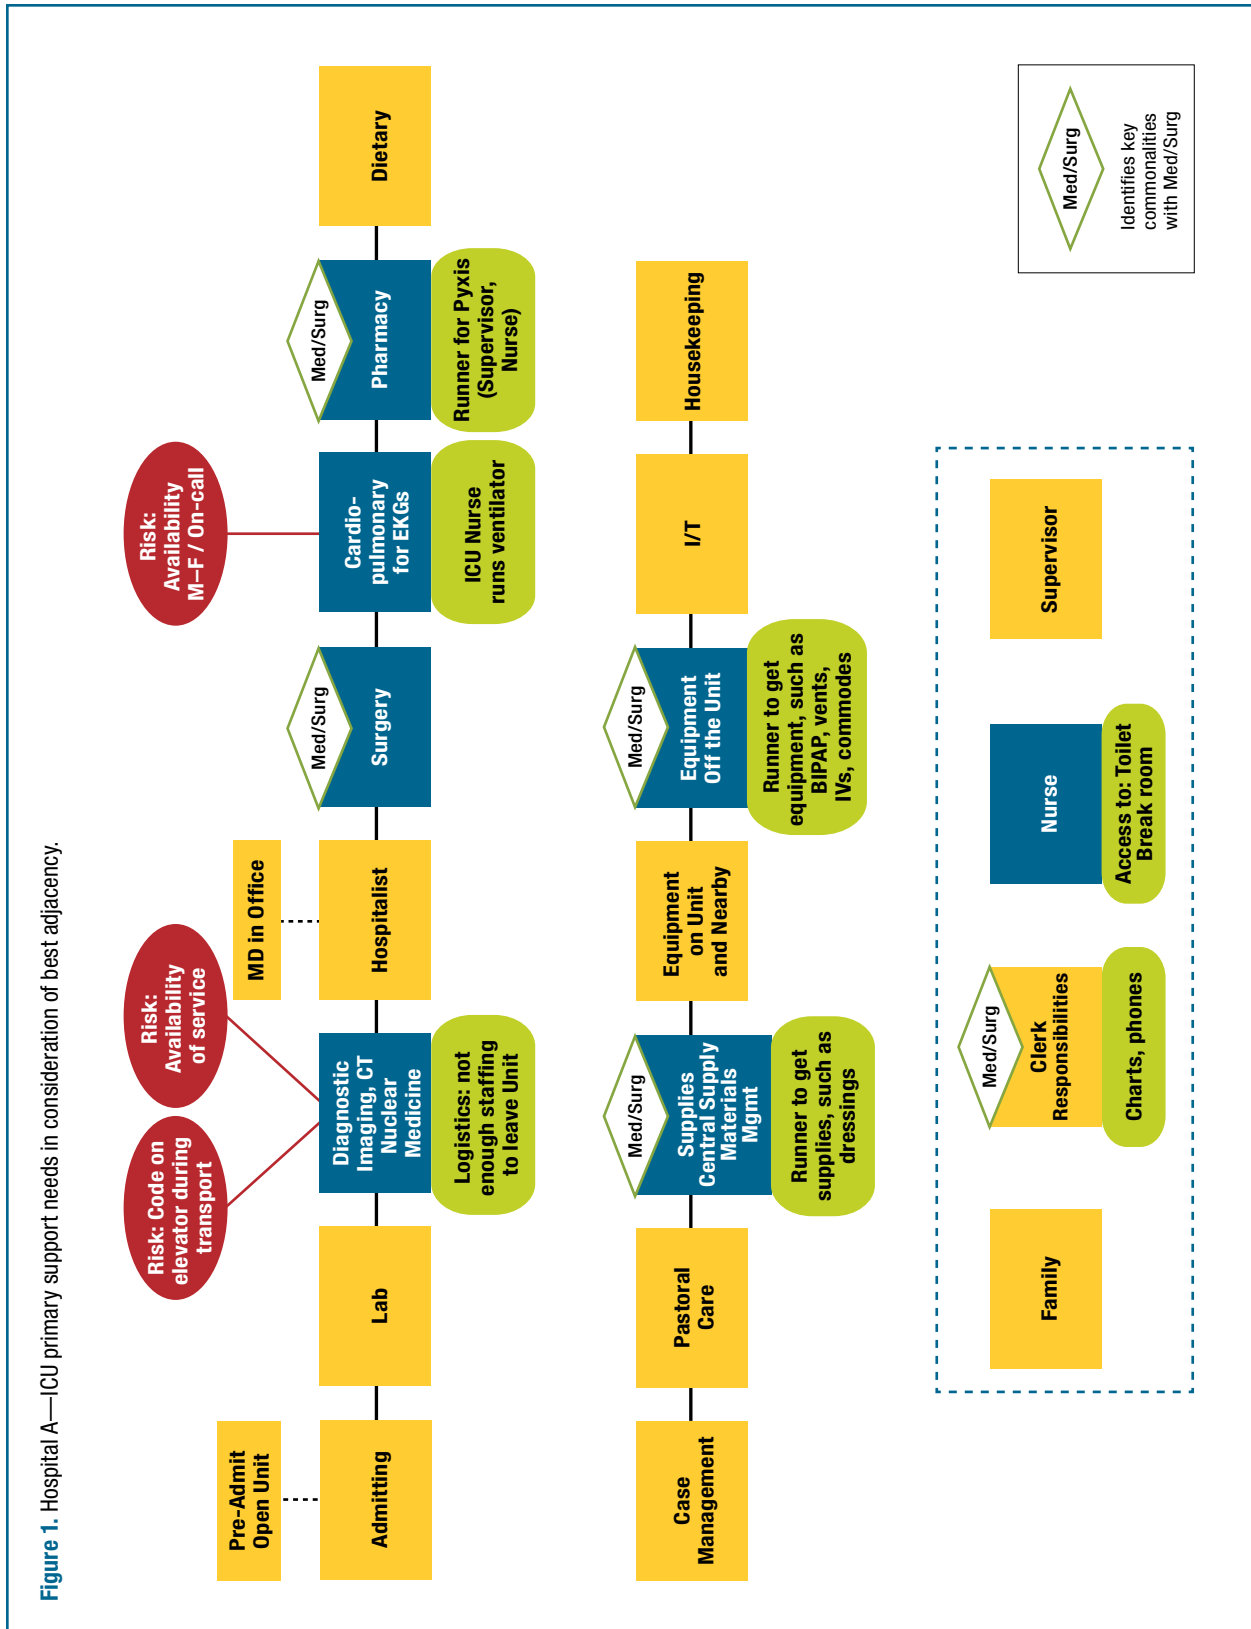 Figure 1. Hospital A—ICU primary support needs in consideration of best adjacency.
Pre-Admit
Open Unit
Admitting
Lab
Risk: Code on
elevator during
transport
Risk:
Availability
of service
Diagnostic
Imaging, CT
Nuclear
Medicine
Logistics: not
enough staffing
to leave Unit
MD in Office
Hospitalist
Med/Surg
Surgery
Risk:
Availability
M–F / On-call
Cardio-
pulmonary
for EKGs
ICU Nurse
runs ventilator
Med/Surg
Pharmacy
Runner for Pyxis
(Supervisor,
Nurse)
Dietary
Case
Management
Pastoral
Care
Med/Surg
Supplies
Central Supply
Materials
Mgmt
Runner to get
supplies, such as
dressings
Equipment
on Unit
and Nearby
Med/Surg
Equipment
Off the Unit
Runner to get
equipment, such as
BIPAP, vents,
IVs, commodes
I/T
Housekeeping
Family
Med/Surg
Clerk
Responsibilities
Charts, phones
Nurse
Access to: Toilet
Break room
Supervisor
Med/Surg
Identifies key
commonalities
with Med/Surg